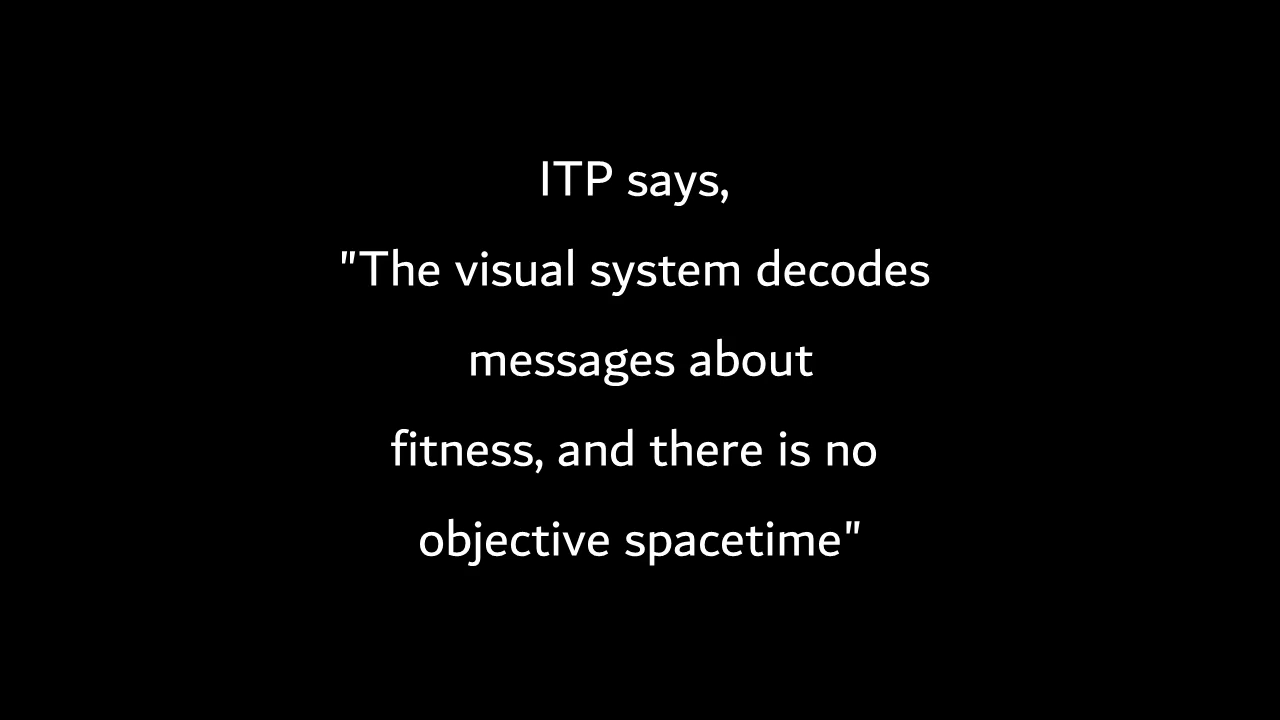 ITP says,
"The visual system decodes
messages about
fitness, and there is no
objective spacetime"